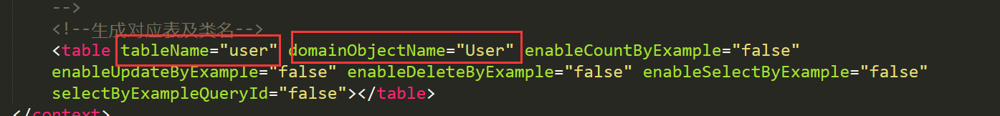 -->
<!--生成对应表及类名-->
<table tableName="user" domainObjectName="User" enableCountByExample="false"
enableUpdateByExample="false" enableDeleteByExample="false" enableSelectByExample="false"
selectByExampleQueryId="false"></table>
</context>